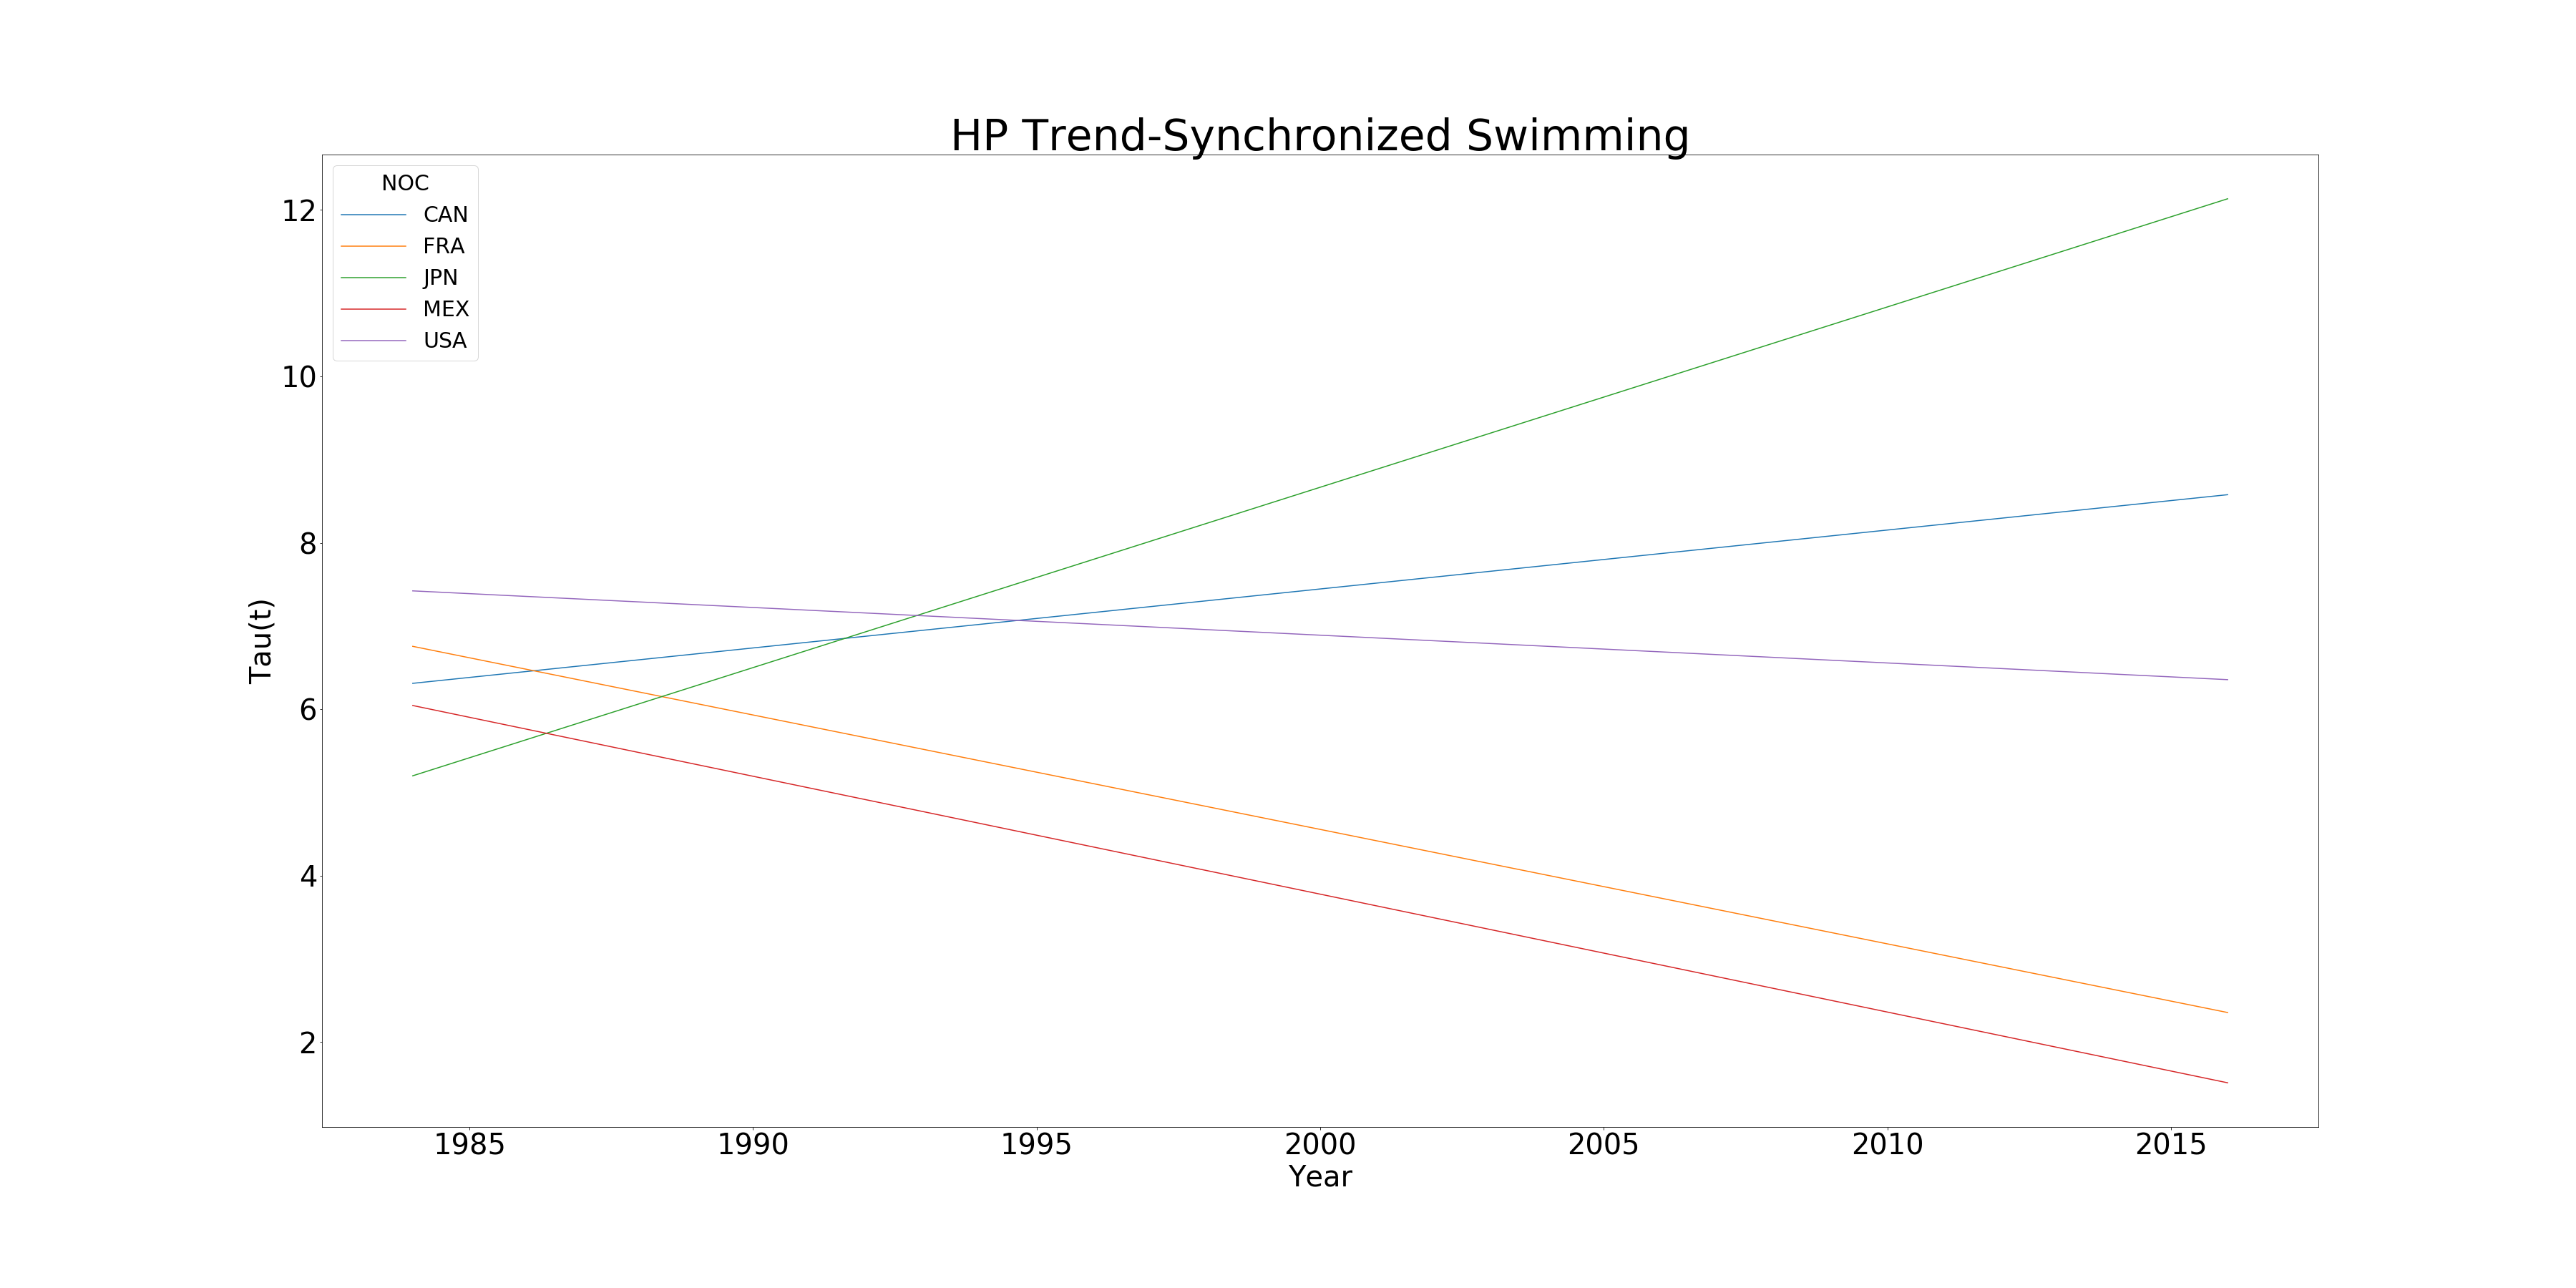 HP Trend-Synchronized Swimming
NOC
CAN
FRA
JPN
MEX
USA
12
10
8
6
4
2
Tau(t)
1985 1990 1995 2000 2005 2010 2015
Year